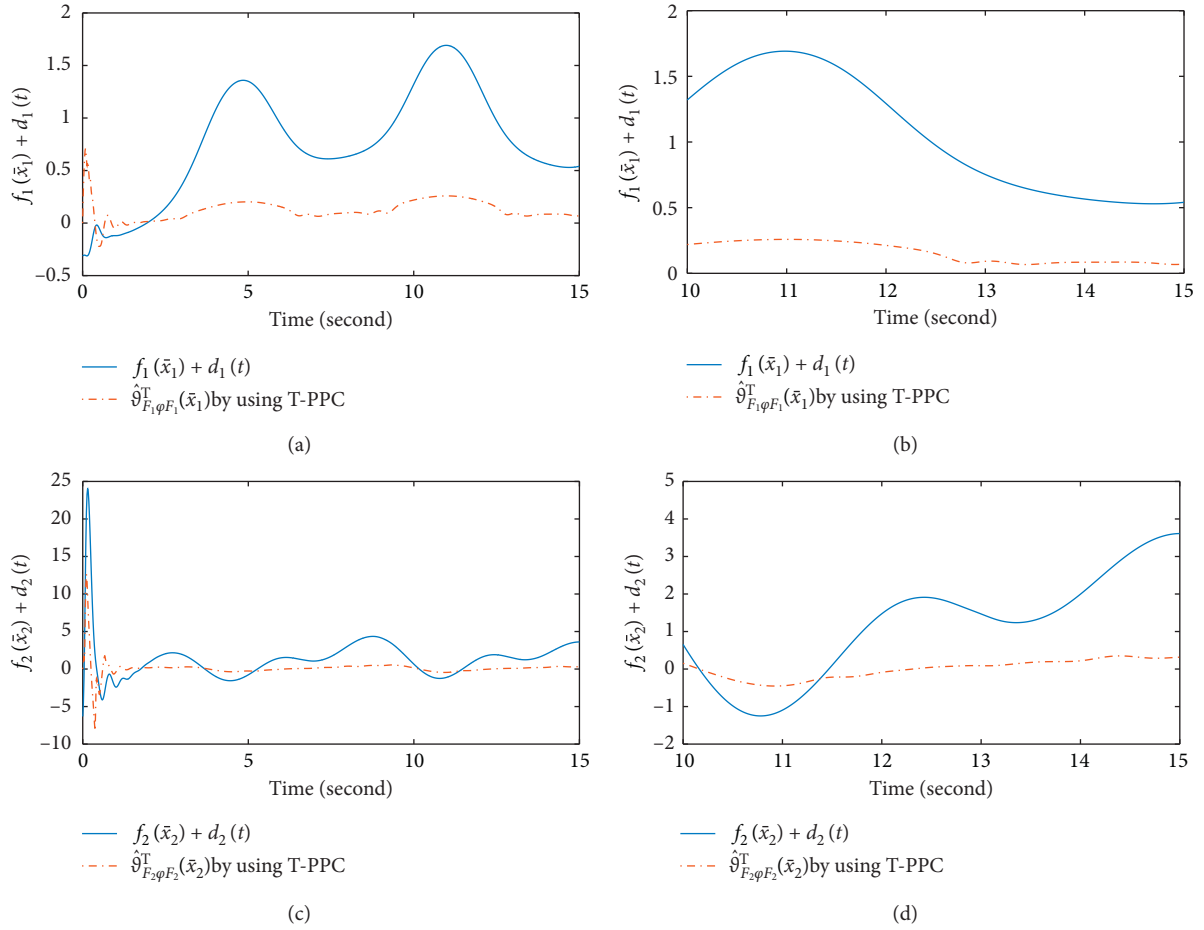 2
1.5
1
0.5
0
−0.5
f₁(x̄₁) + d₁(t)
0
5
10
15
Time (second)
f₁(x̄₁) + d₁(t)
ϑ̂ᵀ_F₁φF₁(x̄₁)by using T-PPC
(a)
2
1.5
1
0.5
0
f₁(x̄₁) + d₁(t)
10
11
12
13
14
15
Time (second)
f₁(x̄₁) + d₁(t)
ϑ̂ᵀ_F₁φF₁(x̄₁)by using T-PPC
(b)
25
20
15
10
5
0
−5
−10
f₂(x̄₂) + d₂(t)
0
5
10
15
Time (second)
f₂(x̄₂) + d₂(t)
ϑ̂ᵀ_F₂φF₂(x̄₂)by using T-PPC
(c)
5
4
3
2
1
0
−1
−2
f₂(x̄₂) + d₂(t)
10
11
12
13
14
15
Time (second)
f₂(x̄₂) + d₂(t)
ϑ̂ᵀ_F₂φF₂(x̄₂)by using T-PPC
(d)